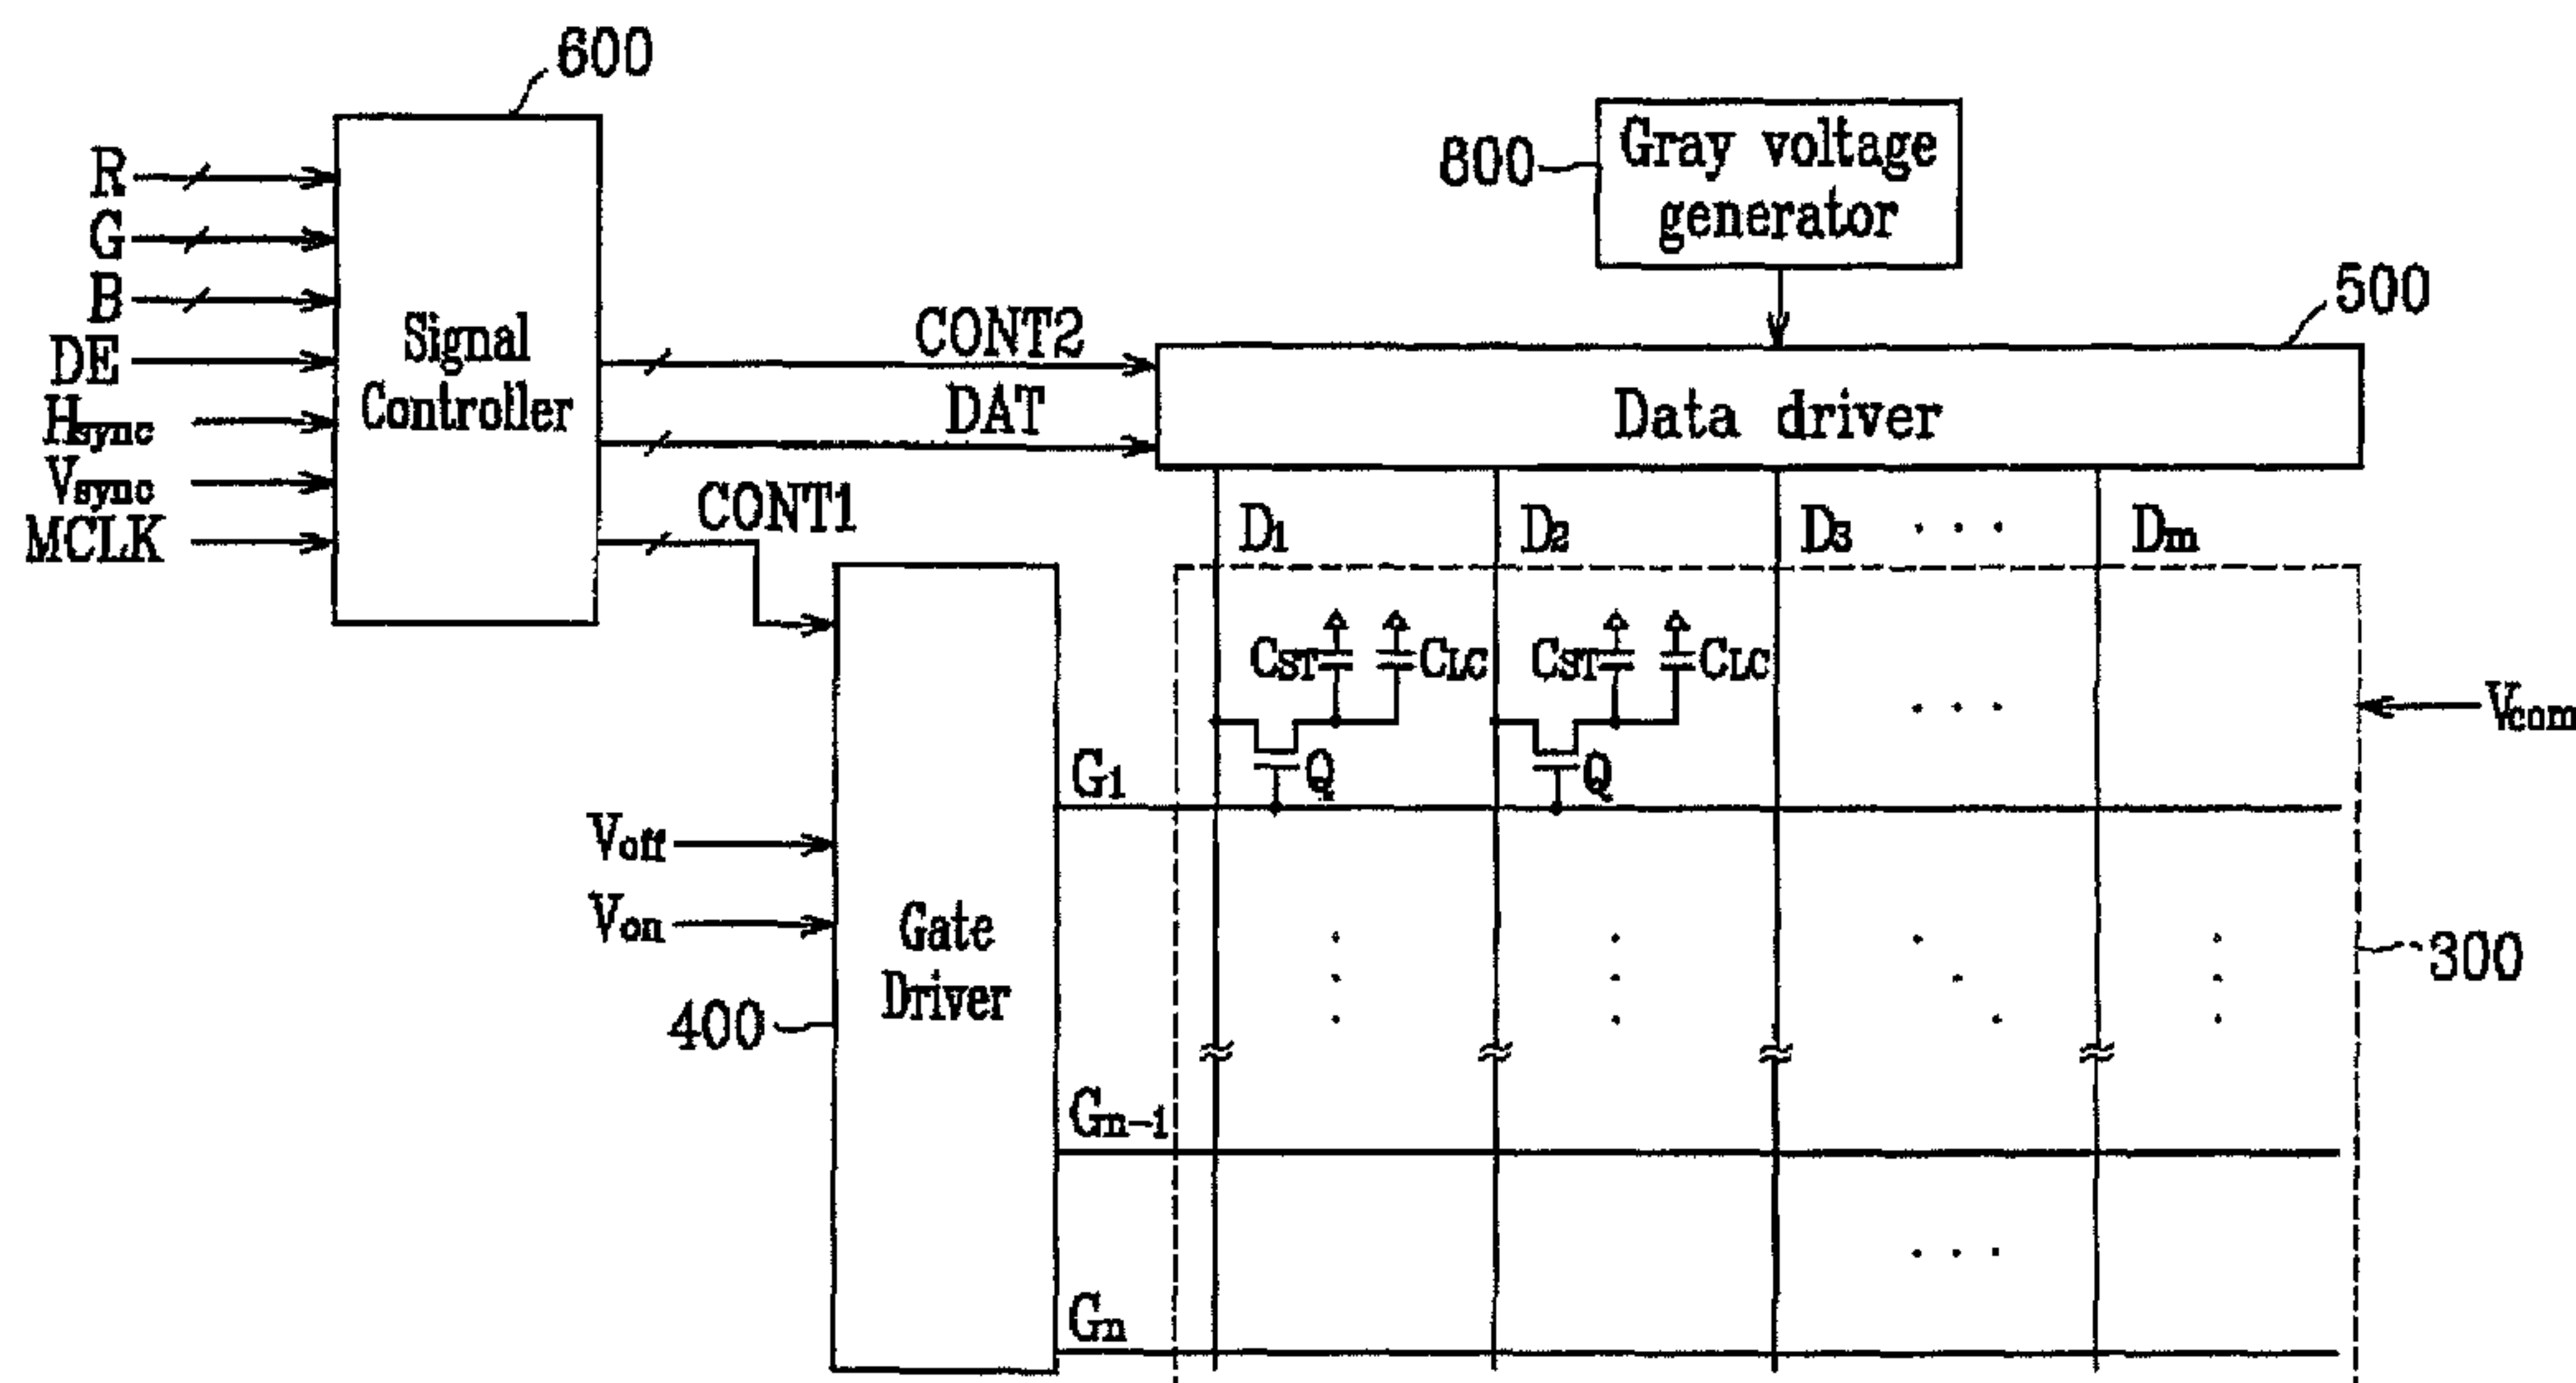 600
R
G
B
DE
Hsync
Vsync
MCLK
Signal
Controller
CONT2
DAT
CONT1
800
Gray voltage
generator
500
Data driver
D1
D2
D3
. . .
Dm
CST
CLC
CST
CLC
. . .
Vcom
Q
Q
G1
Voff
Von
Gate
Driver
400
300
Gn-1
. . .
Gn